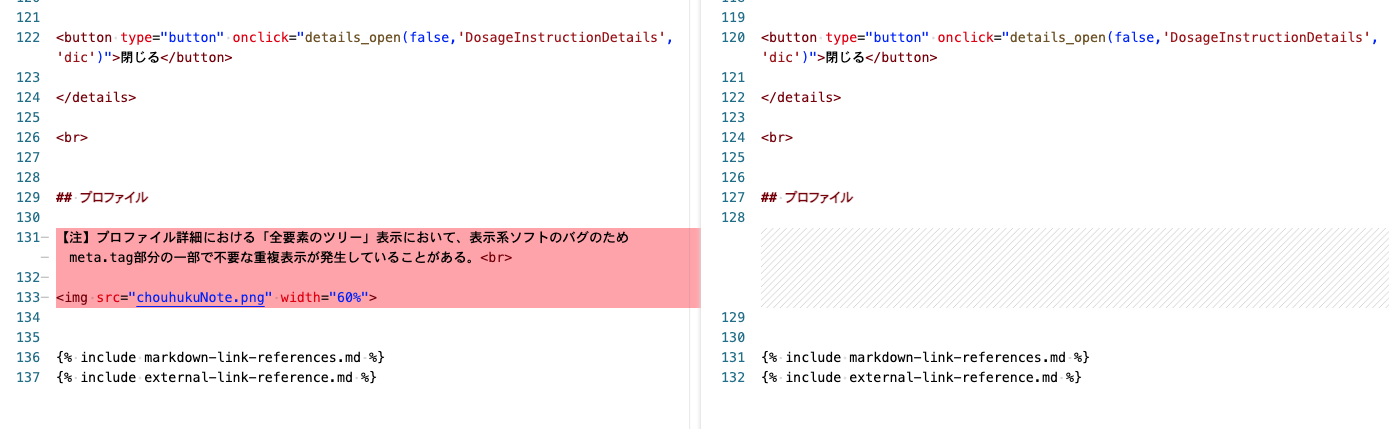 121
122 <button type="button" onclick="details_open(false,'DosageInstructionDetails',
'dic')">閉じる</button>
123
124 </details>
125
126 <br>
127
128
129 ## プロファイル
130
131 【注】プロファイル詳細における「全要素のツリー」表示において、表示系ソフトのバグのため
meta.tag部分の一部で不要な重複表示が発生していることがある。<br>
132
133 <img src="chouhukuNote.png" width="60%">
134
135
136 {% include markdown-link-references.md %}
137 {% include external-link-reference.md %}
119
120 <button type="button" onclick="details_open(false,'DosageInstructionDetails',
'dic')">閉じる</button>
121
122 </details>
123
124 <br>
125
126
127 ## プロファイル
128
129
130
131 {% include markdown-link-references.md %}
132 {% include external-link-reference.md %}